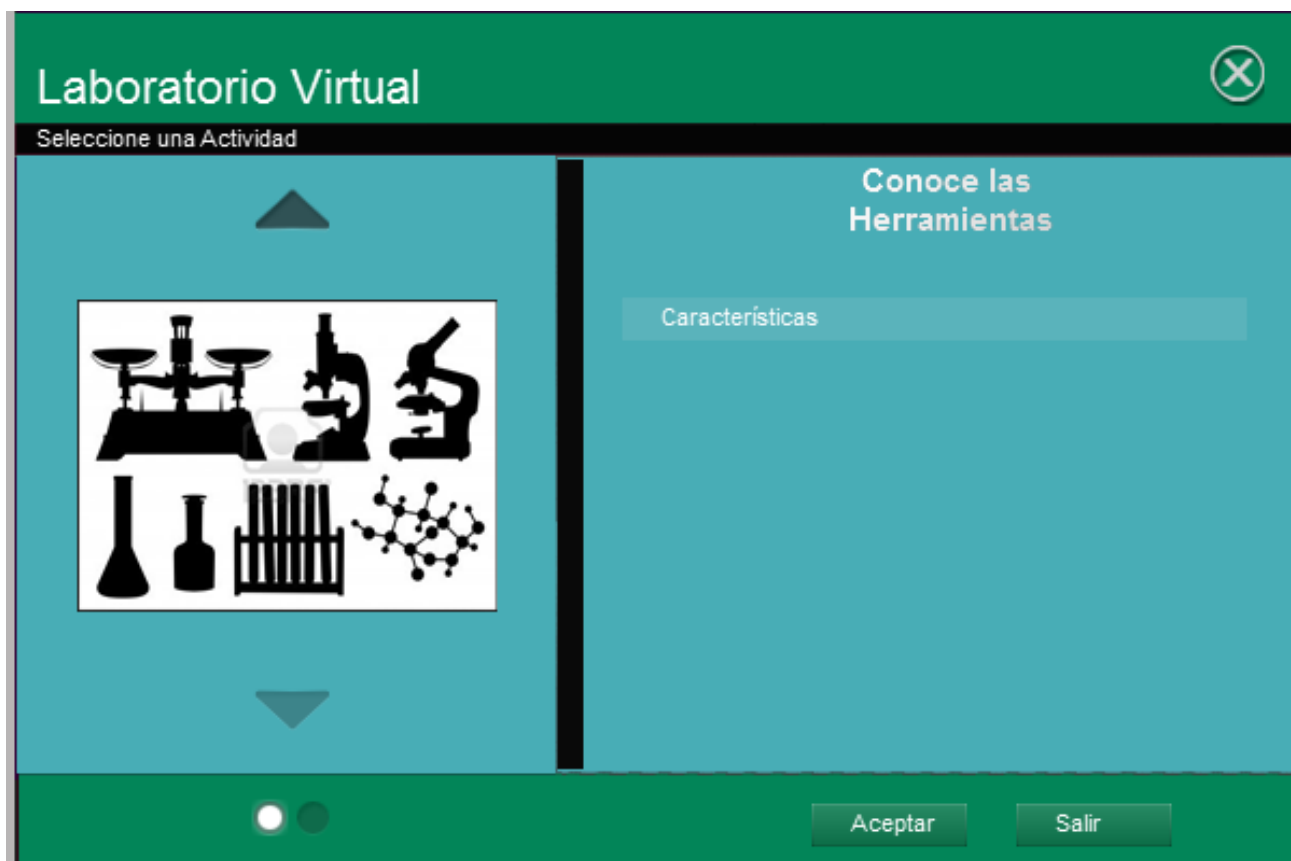 Laboratorio Virtual
Seleccione una Actividad
Conoce las
Herramientas
Características
Aceptar
Salir